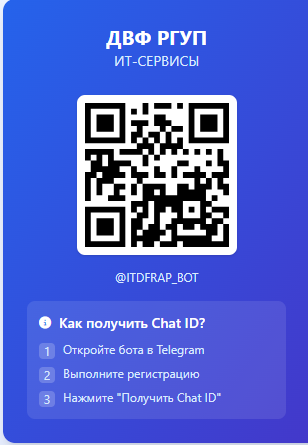 ДВФ РГУП
ИТ-СЕРВИСЫ
@ITDFRAP_BOT
Как получить Chat ID?
1 Откройте бота в Telegram
2 Выполните регистрацию
3 Нажмите "Получить Chat ID"